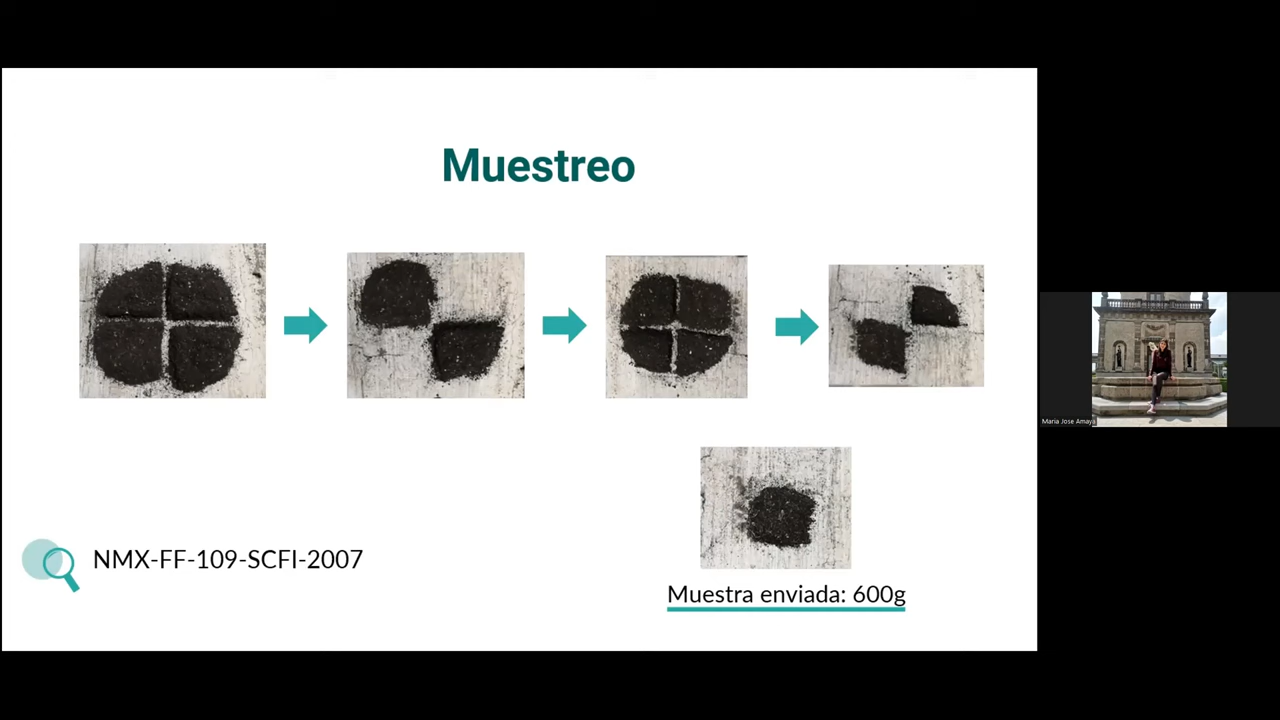 Muestreo
NMX-FF-109-SCFI-2007
Muestra enviada: 600g
Maria Jose Amaya